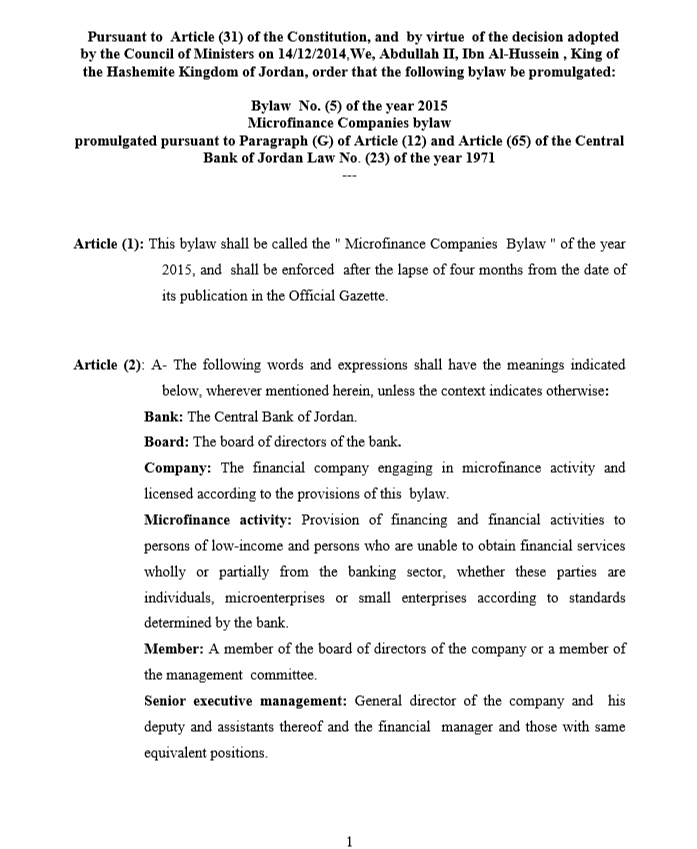 Pursuant to Article (31) of the Constitution, and by virtue of the decision adopted
by the Council of Ministers on 14/12/2014,We, Abdullah II, Ibn Al-Hussein , King of
the Hashemite Kingdom of Jordan, order that the following bylaw be promulgated:
Bylaw No. (5) of the year 2015
Microfinance Companies bylaw
promulgated pursuant to Paragraph (G) of Article (12) and Article (65) of the Central
Bank of Jordan Law No. (23) of the year 1971
---
Article (1): This bylaw shall be called the " Microfinance Companies Bylaw " of the year
2015, and shall be enforced after the lapse of four months from the date of
its publication in the Official Gazette.
Article (2): A- The following words and expressions shall have the meanings indicated
below, wherever mentioned herein, unless the context indicates otherwise:
Bank: The Central Bank of Jordan.
Board: The board of directors of the bank.
Company: The financial company engaging in microfinance activity and
licensed according to the provisions of this bylaw.
Microfinance activity: Provision of financing and financial activities to
persons of low-income and persons who are unable to obtain financial services
wholly or partially from the banking sector, whether these parties are
individuals, microenterprises or small enterprises according to standards
determined by the bank.
Member: A member of the board of directors of the company or a member of
the management committee.
Senior executive management: General director of the company and his
deputy and assistants thereof and the financial manager and those with same
equivalent positions.
1